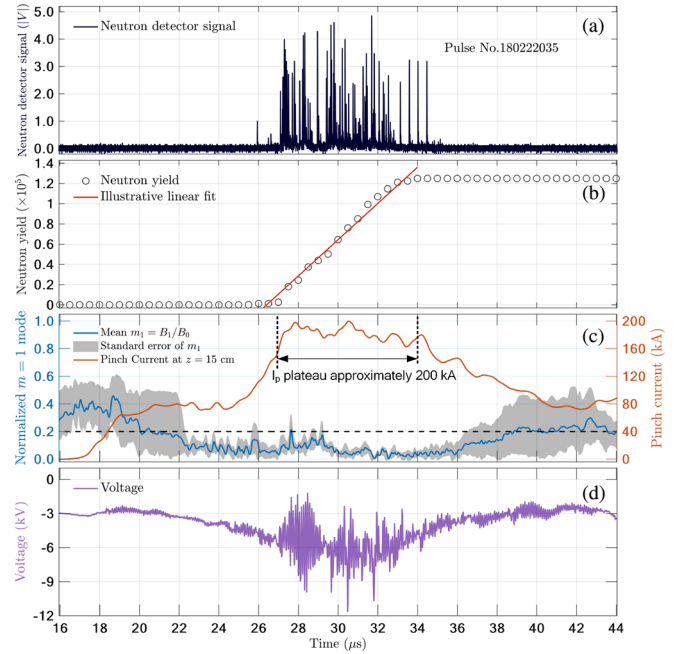 5.0
4.0
3.0
2.0
1.0
0.0
Neutron detector signal (|V|)
Neutron detector signal
(a)
Pulse No.180222035
1.4
1.2
1
0.8
0.6
0.4
0.2
0
Neutron yield (×10⁵)
Neutron yield
Illustrative linear fit
(b)
1.0
0.8
0.6
0.4
0.2
0.0
Normalized m = 1 mode
Mean m₁ = B₁/B₀
Standard error of m₁
Pinch Current at z = 15 cm
(c)
Iₚ plateau approximately 200 kA
200
160
120
80
40
0
Pinch current (kA)
0
-3
-6
-9
-12
Voltage (kV)
Voltage
(d)
16 18 20 22 24 26 28 30 32 34 36 38 40 42 44
Time (μs)